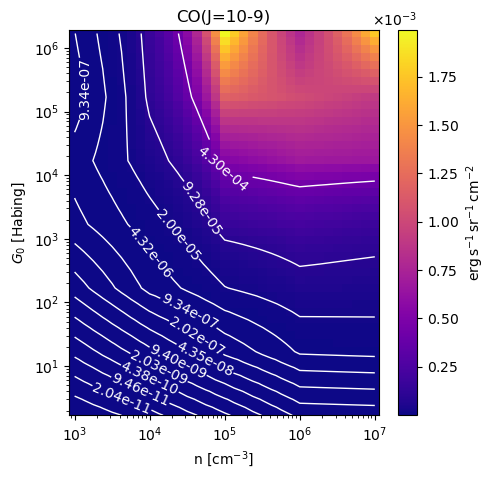 CO(J=10-9)
×10⁻³
10⁶
10⁵
10⁴
10³
10²
10¹
G₀ [Habing]
9.34e-07
4.30e-04
9.28e-05
2.00e-05
4.32e-06
9.34e-07
2.02e-07
4.35e-08
9.40e-09
2.03e-09
4.38e-10
9.46e-11
2.04e-11
10³
10⁴
10⁵
10⁶
10⁷
n [cm⁻³]
1.75
1.50
1.25
1.00
0.75
0.50
0.25
erg s⁻¹ sr⁻¹ cm⁻²